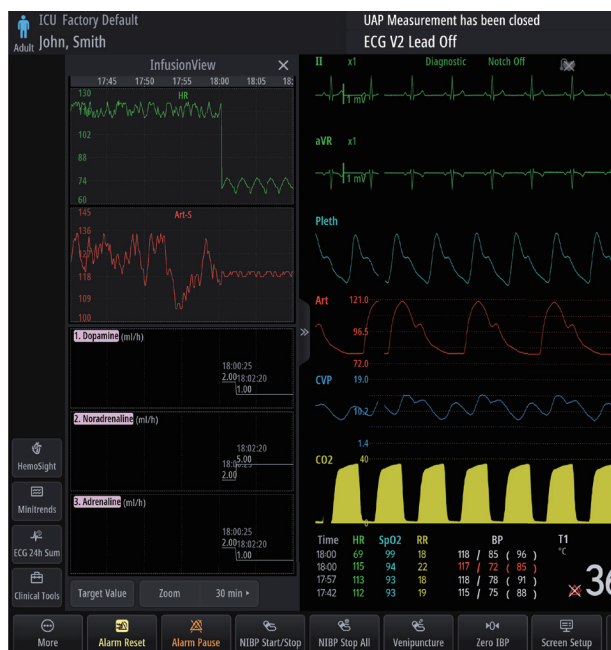 ICU Factory Default
Adult John, Smith
UAP Measurement has been closed
ECG V2 Lead Off
InfusionView
17:45 17:50 17:55 18:00 18:05 18:
130
HR
102
88
74
60
145
Art-S
136
118
109
100
1. Dopamine (ml/h)
18:00:25
2.00 18:02:20
1.00
2. Noradrenaline (ml/h)
18:02:20
5.00
2.00
3. Adrenaline (ml/h)
18:00:25
2.00 18:02:20
1.00
HemoSight
Minitrends
ECG 24h Sum
Clinical Tools
Target Value
Zoom
30 min
II x1 Diagnostic Notch Off
1 mV
aVR x1
1 mV
Pleth
Art 121.0
96.5
72.0
CVP 19.0
10.2
1.4
CO2 40
0
Time HR SpO2 RR BP T1
18:00 69 99 18 118 / 85 ( 96 ) °C
18:00 115 94 22 117 / 72 ( 85 )
17:57 113 93 18 118 / 78 ( 91 )
17:42 112 93 19 115 / 75 ( 88 )
36
More
Alarm Reset
Alarm Pause
NIBP Start/Stop
NIBP Stop All
Venipuncture
Zero IBP
Screen Setup